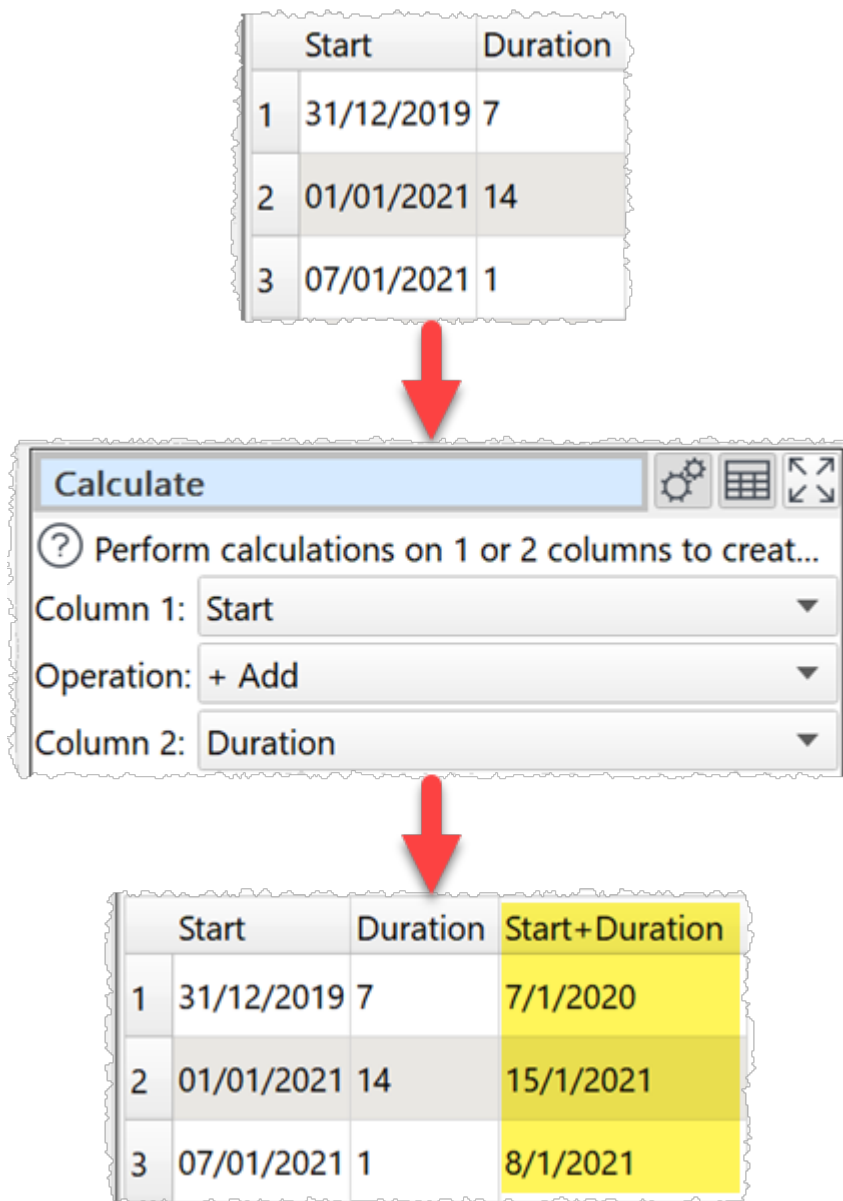 Start Duration
1 31/12/2019 7
2 01/01/2021 14
3 07/01/2021 1
Calculate
? Perform calculations on 1 or 2 columns to creat...
Column 1: Start
Operation: + Add
Column 2: Duration
Start Duration Start+Duration
1 31/12/2019 7 7/1/2020
2 01/01/2021 14 15/1/2021
3 07/01/2021 1 8/1/2021